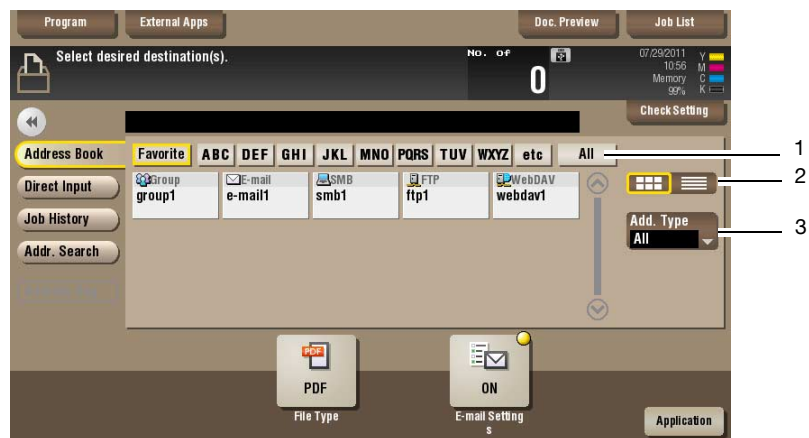 Program External Apps Doc. Preview Job List
Select desired destination(s).
No. of
0
07/29/2011
10:56
Memory
99%
Y
M
C
K
Check Setting
Address Book
Favorite ABC DEF GHI JKL MNO PQRS TUV WXYZ etc All
1
Direct Input
Group E-mail SMB FTP WebDAV
group1 e-mail1 smb1 ftp1 webdav1
2
Job History
Add. Type
All
3
Addr. Search
PDF
PDF
File Type
ON
E-mail Setting
s
Application